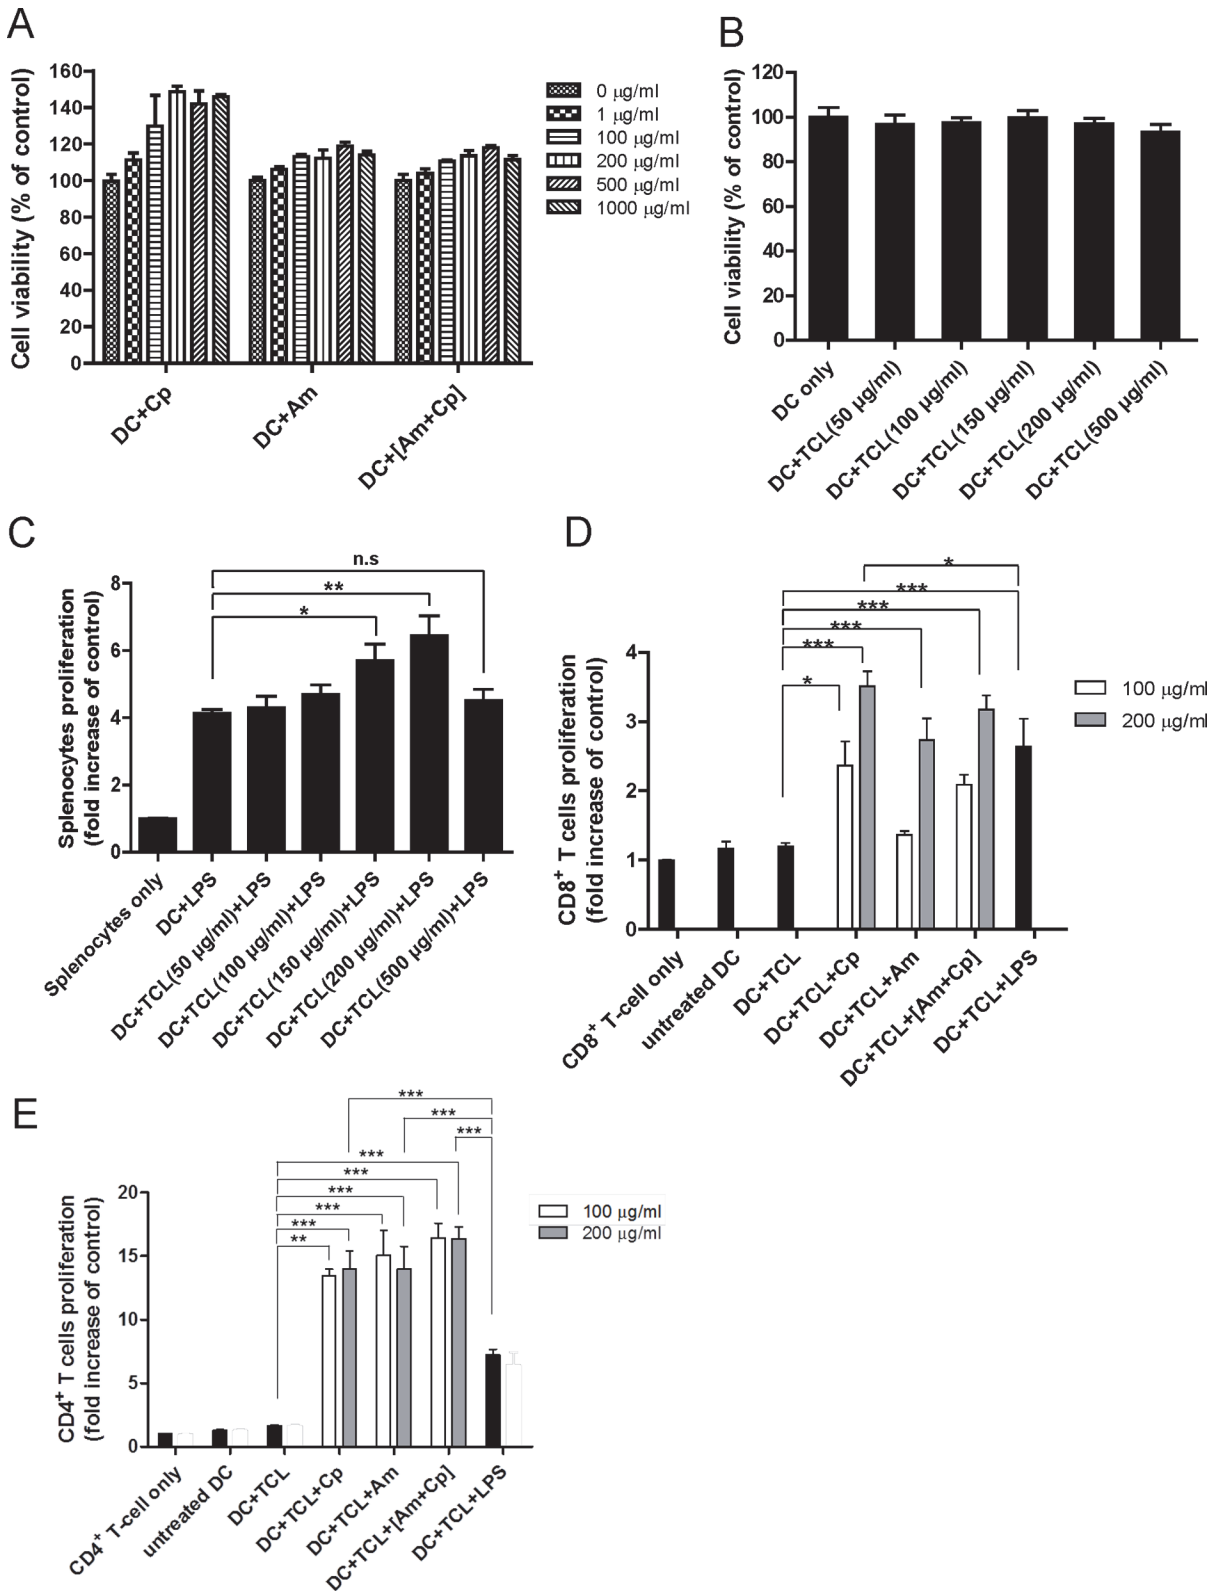 A
Cell viability (% of control)
160
140
120
100
80
60
40
20
0
DC+Cp
DC+Am
DC+[Am+Cp]
0 μg/ml
1 μg/ml
100 μg/ml
200 μg/ml
500 μg/ml
1000 μg/ml
B
Cell viability (% of control)
120
100
80
60
40
20
0
DC only
DC+TCL(50 μg/ml)
DC+TCL(100 μg/ml)
DC+TCL(150 μg/ml)
DC+TCL(200 μg/ml)
DC+TCL(500 μg/ml)
C
Splenocytes proliferation
(fold increase of control)
8
6
4
2
0
n.s
**
*
Splenocytes only
DC+LPS
DC+TCL(50 μg/ml)+LPS
DC+TCL(100 μg/ml)+LPS
DC+TCL(150 μg/ml)+LPS
DC+TCL(200 μg/ml)+LPS
DC+TCL(500 μg/ml)+LPS
D
CD8⁺ T cells proliferation
(fold increase of control)
4
3
2
1
0
*
***
***
***
***
*
CD8⁺ T-cell only
untreated DC
DC+TCL
DC+TCL+Cp
DC+TCL+Am
DC+TCL+[Am+Cp]
DC+TCL+LPS
100 μg/ml
200 μg/ml
E
CD4⁺ T cells proliferation
(fold increase of control)
20
15
10
5
0
***
***
***
***
***
***
***
***
**
CD4⁺ T-cell only
untreated DC
DC+TCL
DC+TCL+Cp
DC+TCL+Am
DC+TCL+[Am+Cp]
DC+TCL+LPS
100 μg/ml
200 μg/ml